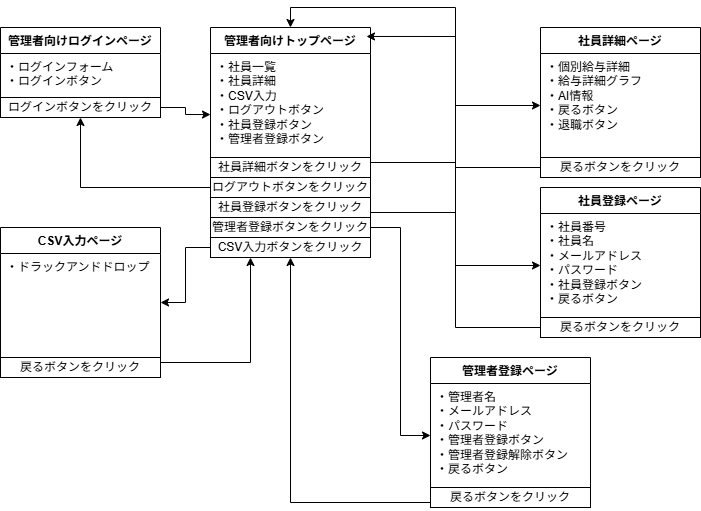 管理者向けログインページ
・ログインフォーム
・ログインボタン
ログインボタンをクリック
管理者向けトップページ
・社員一覧
・社員詳細
・CSV入力
・ログアウトボタン
・社員登録ボタン
・管理者登録ボタン
社員詳細ボタンをクリック
ログアウトボタンをクリック
社員登録ボタンをクリック
管理者登録ボタンをクリック
CSV入力ボタンをクリック
社員詳細ページ
・個別給与詳細
・給与詳細グラフ
・AI情報
・戻るボタン
・退職ボタン
戻るボタンをクリック
社員登録ページ
・社員番号
・社員名
・メールアドレス
・パスワード
・社員登録ボタン
・戻るボタン
戻るボタンをクリック
CSV入力ページ
・ドラックアンドドロップ
戻るボタンをクリック
管理者登録ページ
・管理者名
・メールアドレス
・パスワード
・管理者登録ボタン
・管理者登録解除ボタン
・戻るボタン
戻るボタンをクリック